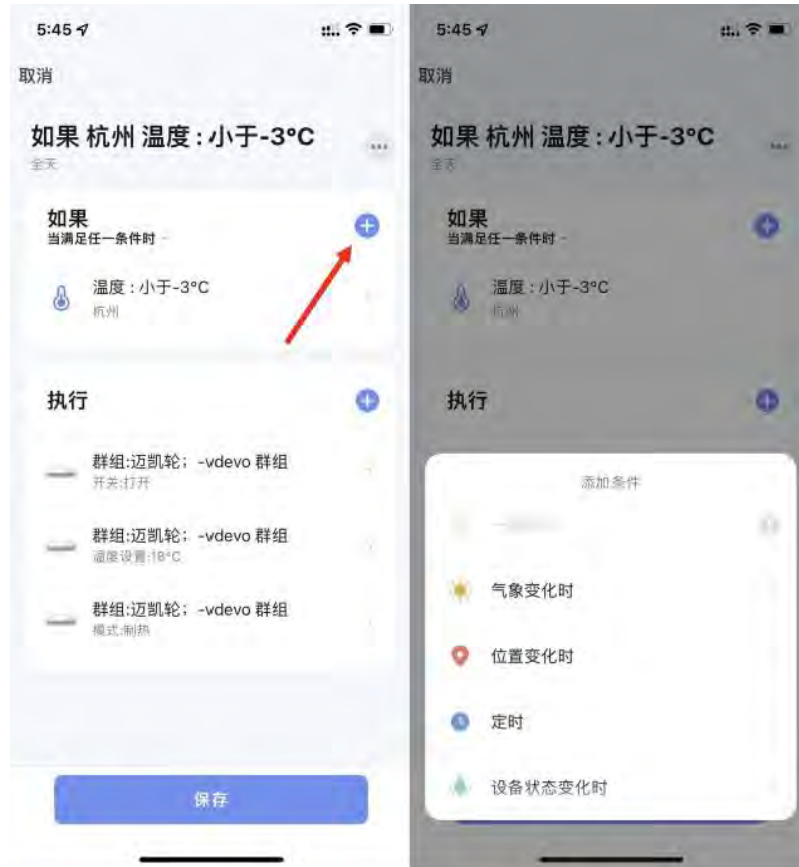 5:45
取消
如果 杭州 温度 : 小于-3°C
...
全天
如果
当满足任一条件时
温度 : 小于-3°C
杭州
执行
群组:迈凯轮；-vdevo 群组
开关:打开
群组:迈凯轮；-vdevo 群组
温度设置:18°C
群组:迈凯轮；-vdevo 群组
模式:制热
保存
5:45
取消
如果 杭州 温度 : 小于-3°C
...
全天
如果
当满足任一条件时
温度 : 小于-3°C
杭州
执行
添加条件
气象变化时
位置变化时
定时
设备状态变化时